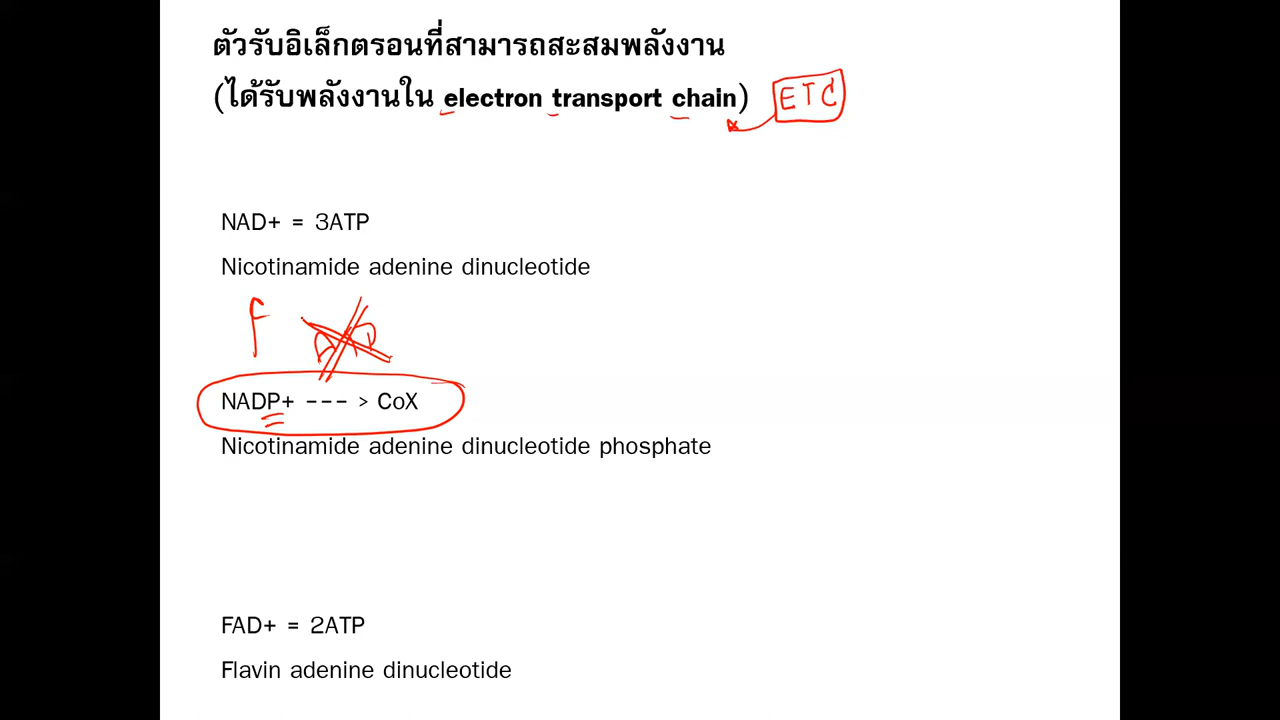 ตัวรับอิเล็กตรอนที่สามารถสะสมพลังงาน
(ได้รับพลังงานใน electron transport chain) ETC
NAD+ = 3ATP
Nicotinamide adenine dinucleotide
F
NADP+ --- > CoX
Nicotinamide adenine dinucleotide phosphate
FAD+ = 2ATP
Flavin adenine dinucleotide